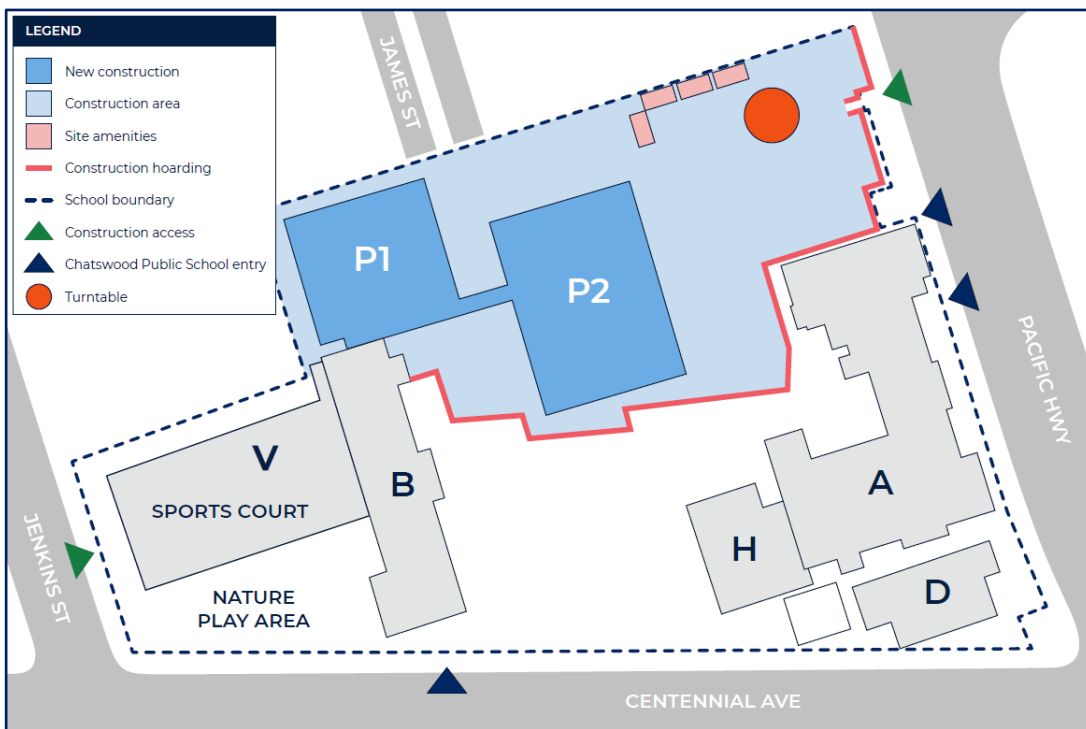 LEGEND
New construction
Construction area
Site amenities
Construction hoarding
School boundary
Construction access
Chatswood Public School entry
Turntable
JAMES ST
P1
P2
PACIFIC HWY
V
SPORTS COURT
B
A
H
D
JENKINS ST
NATURE
PLAY AREA
CENTENNIAL AVE